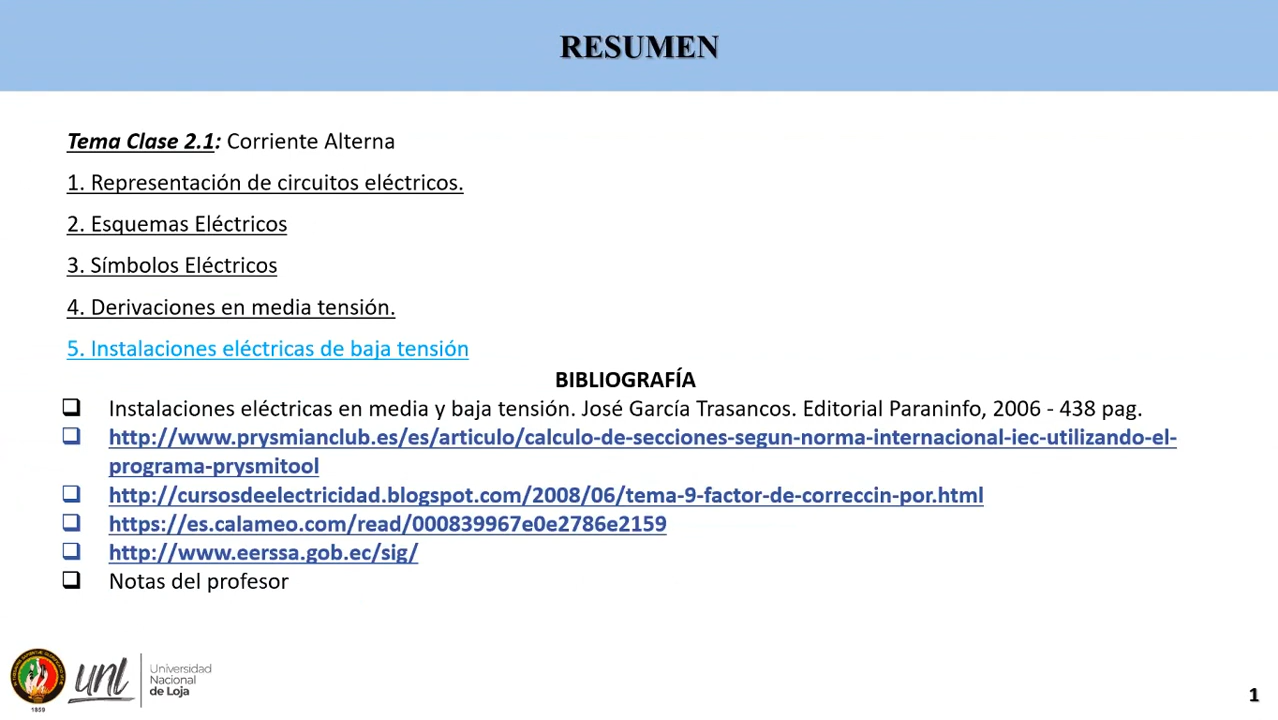 RESUMEN
Tema Clase 2.1: Corriente Alterna
1. Representación de circuitos eléctricos.
2. Esquemas Eléctricos
3. Símbolos Eléctricos
4. Derivaciones en media tensión.
5. Instalaciones eléctricas de baja tensión
BIBLIOGRAFÍA
Instalaciones eléctricas en media y baja tensión. José García Trasancos. Editorial Paraninfo, 2006 - 438 pag.
http://www.prysmianclub.es/es/articulo/calculo-de-secciones-segun-norma-internacional-iec-utilizando-el-
programa-prysmitool
http://cursosdeelectricidad.blogspot.com/2008/06/tema-9-factor-de-correccin-por.html
https://es.calameo.com/read/000839967e0e2786e2159
http://www.eerssa.gob.ec/sig/
Notas del profesor
1859
unl
Universidad
Nacional
de Loja
1